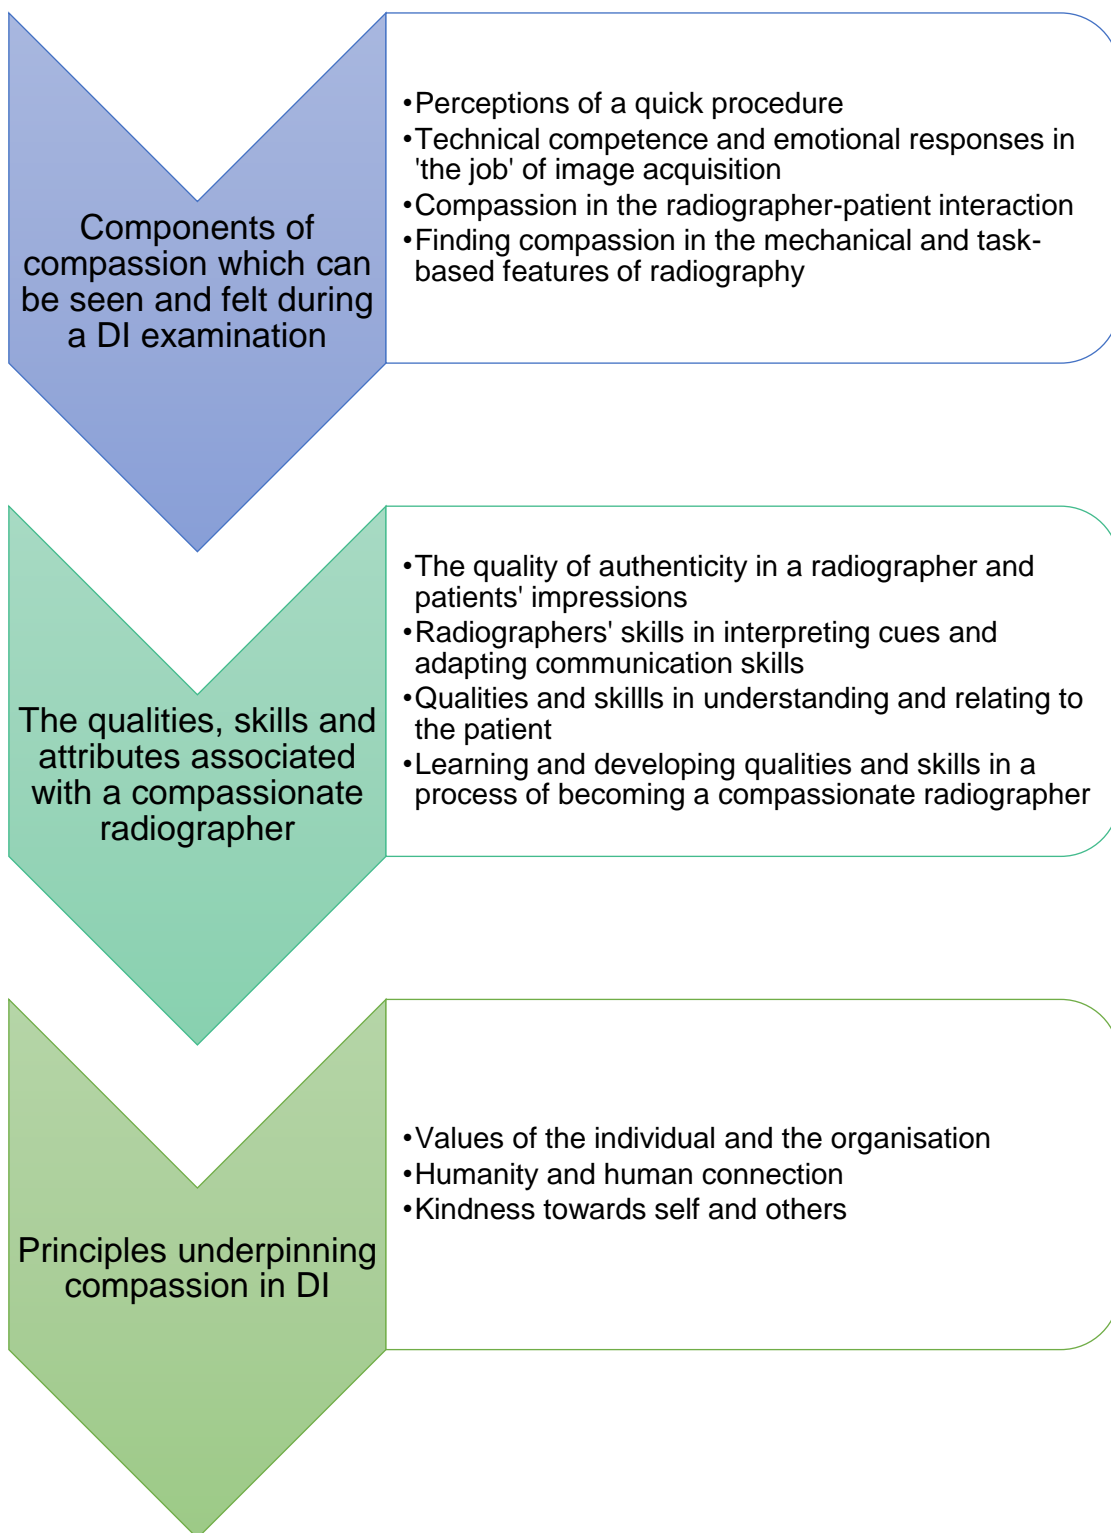 Components of
compassion which can
be seen and felt during
a DI examination
•Perceptions of a quick procedure
•Technical competence and emotional responses in
'the job' of image acquisition
•Compassion in the radiographer-patient interaction
•Finding compassion in the mechanical and task-
based features of radiography
The qualities, skills and
attributes associated
with a compassionate
radiographer
•The quality of authenticity in a radiographer and
patients' impressions
•Radiographers' skills in interpreting cues and
adapting communication skills
•Qualities and skillls in understanding and relating to
the patient
•Learning and developing qualities and skills in a
process of becoming a compassionate radiographer
Principles underpinning
compassion in DI
•Values of the individual and the organisation
•Humanity and human connection
•Kindness towards self and others